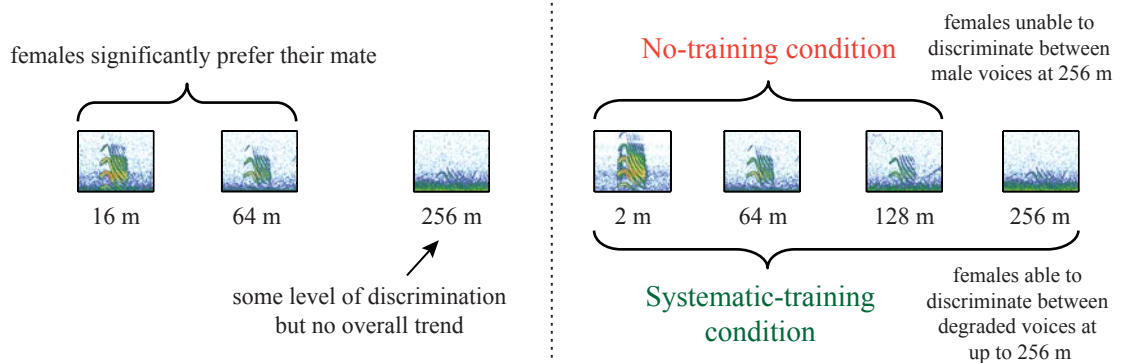 females significantly prefer their mate
16 m
64 m
256 m
some level of discrimination
but no overall trend
No-training condition
females unable to
discriminate between
male voices at 256 m
2 m
64 m
128 m
256 m
Systematic-training
condition
females able to
discriminate between
degraded voices at
up to 256 m